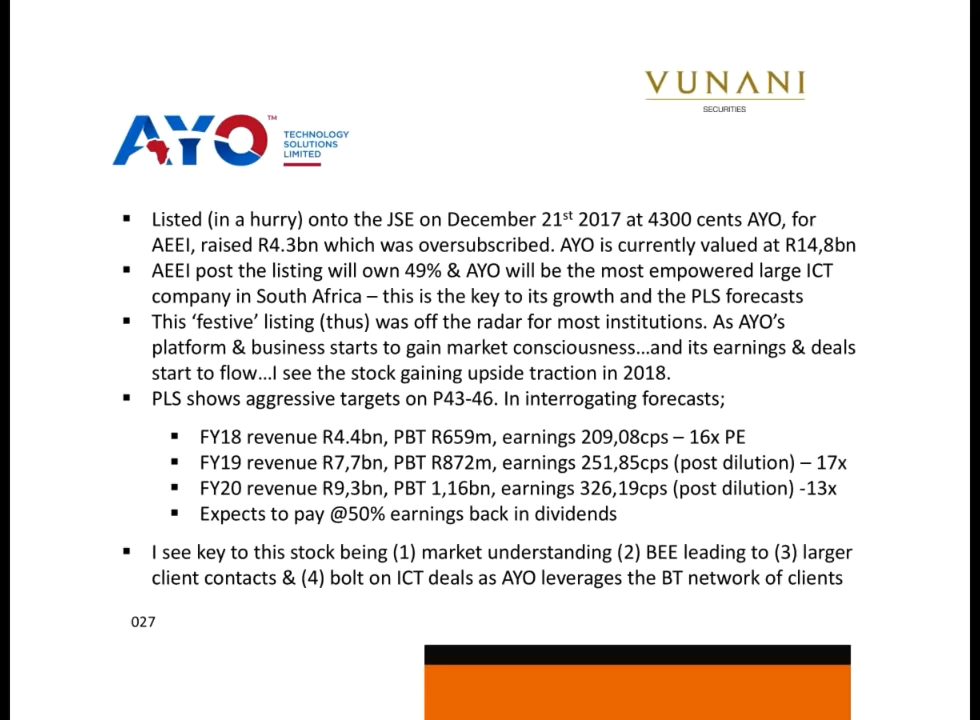 VUNANI
SECURITIES
AYO™
TECHNOLOGY
SOLUTIONS
LIMITED
▪ Listed (in a hurry) onto the JSE on December 21st 2017 at 4300 cents AYO, for
AEEI, raised R4.3bn which was oversubscribed. AYO is currently valued at R14,8bn
▪ AEEI post the listing will own 49% & AYO will be the most empowered large ICT
company in South Africa – this is the key to its growth and the PLS forecasts
▪ This ‘festive’ listing (thus) was off the radar for most institutions. As AYO’s
platform & business starts to gain market consciousness...and its earnings & deals
start to flow...I see the stock gaining upside traction in 2018.
▪ PLS shows aggressive targets on P43-46. In interrogating forecasts;
▪ FY18 revenue R4.4bn, PBT R659m, earnings 209,08cps – 16x PE
▪ FY19 revenue R7,7bn, PBT R872m, earnings 251,85cps (post dilution) – 17x
▪ FY20 revenue R9,3bn, PBT 1,16bn, earnings 326,19cps (post dilution) -13x
▪ Expects to pay @50% earnings back in dividends
▪ I see key to this stock being (1) market understanding (2) BEE leading to (3) larger
client contacts & (4) bolt on ICT deals as AYO leverages the BT network of clients
027